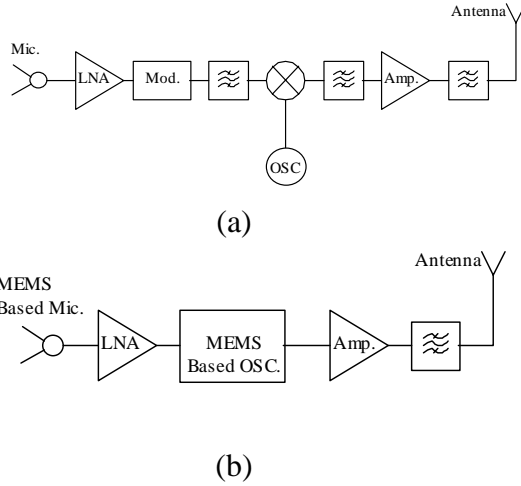 Antenna
Mic.
LNA
Mod.
Amp.
OSC
(a)
Antenna
MEMS
Based Mic.
LNA
MEMS
Based OSC.
Amp.
(b)